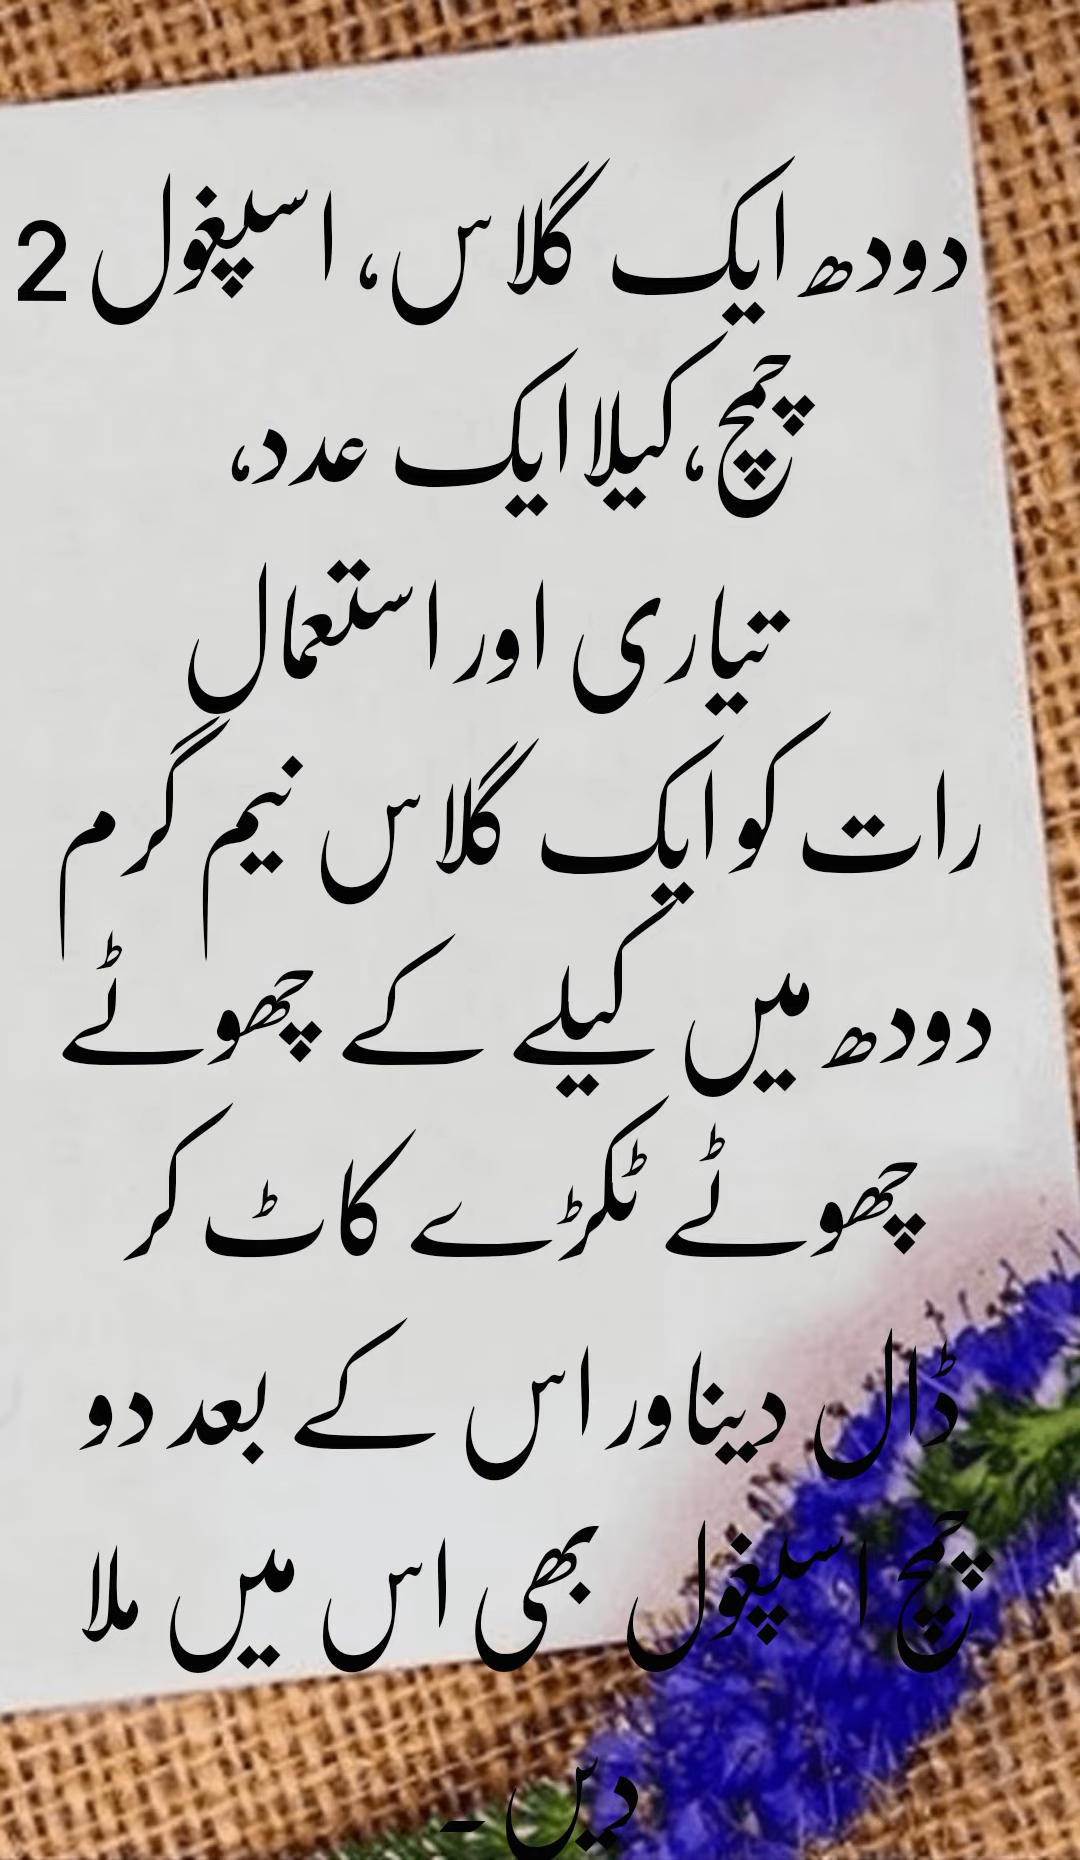 دودھ ایک گلاس، اسپغول 2
چمچ، کیلا ایک عدد،
تیاری اور استعمال
رات کو ایک گلاس نیم گرم
دودھ میں کیلے کے چھوٹے
چھوٹے ٹکڑے کاٹ کر
ڈال دینا ور اس کے بعد دو
چمچ اسپغول بھی اس میں ملا
دیں ۔